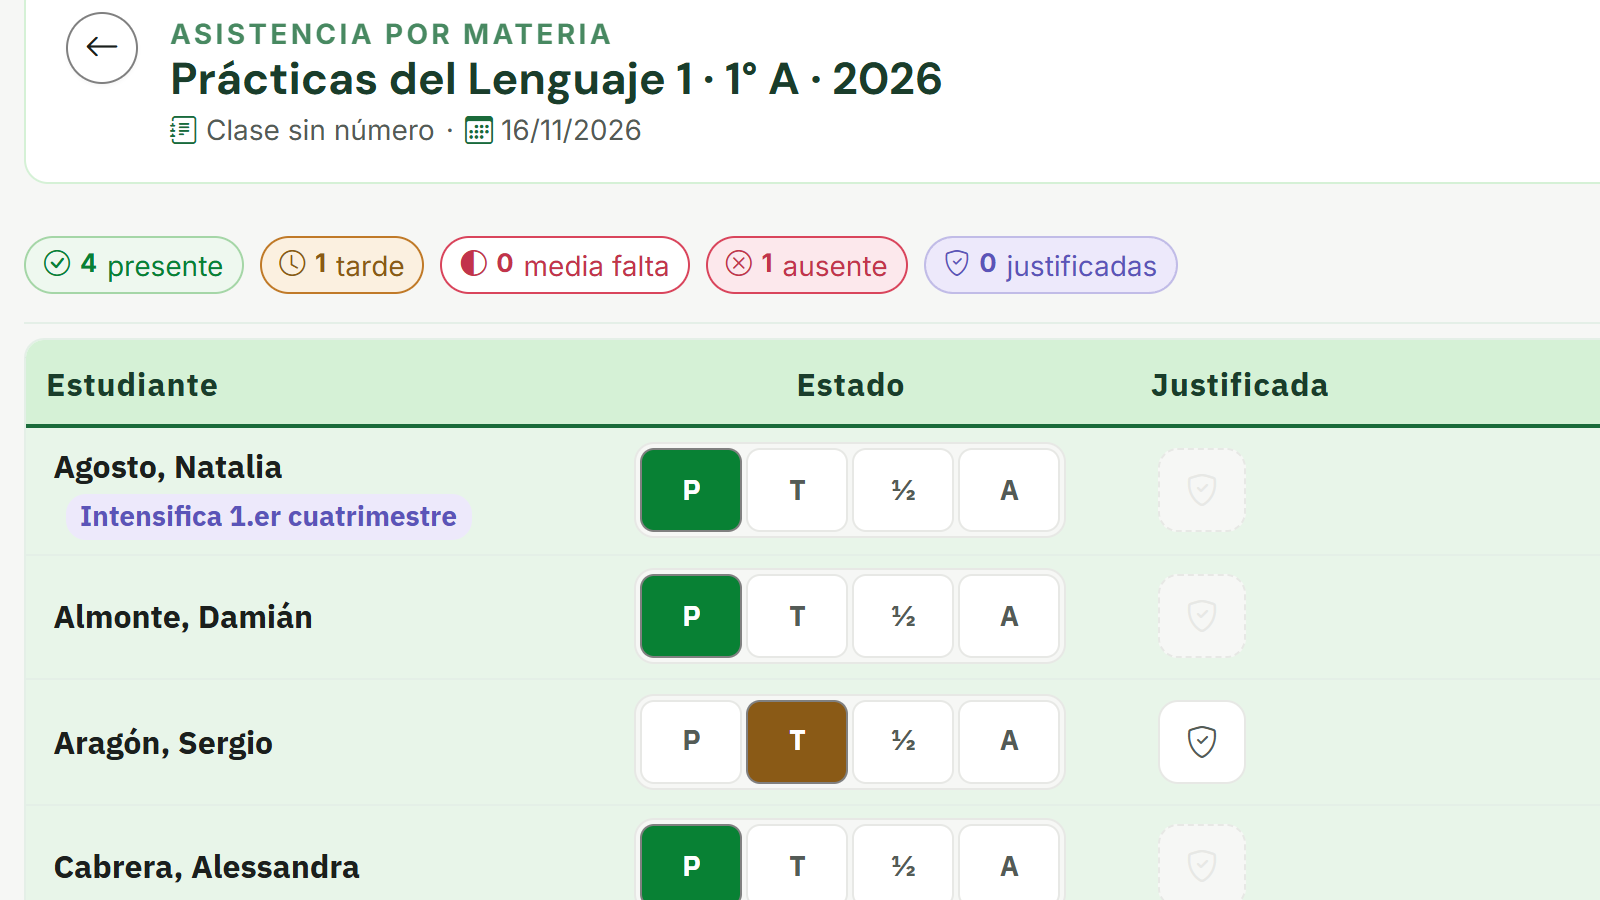 ASISTENCIA POR MATERIA
Prácticas del Lenguaje 1 · 1° A · 2026
Clase sin número · 16/11/2026
4 presente 1 tarde 0 media falta 1 ausente 0 justificadas
Estudiante Estado Justificada
Agosto, Natalia P T ½ A
Intensifica 1.er cuatrimestre
Almonte, Damián P T ½ A
Aragón, Sergio P T ½ A
Cabrera, Alessandra P T ½ A